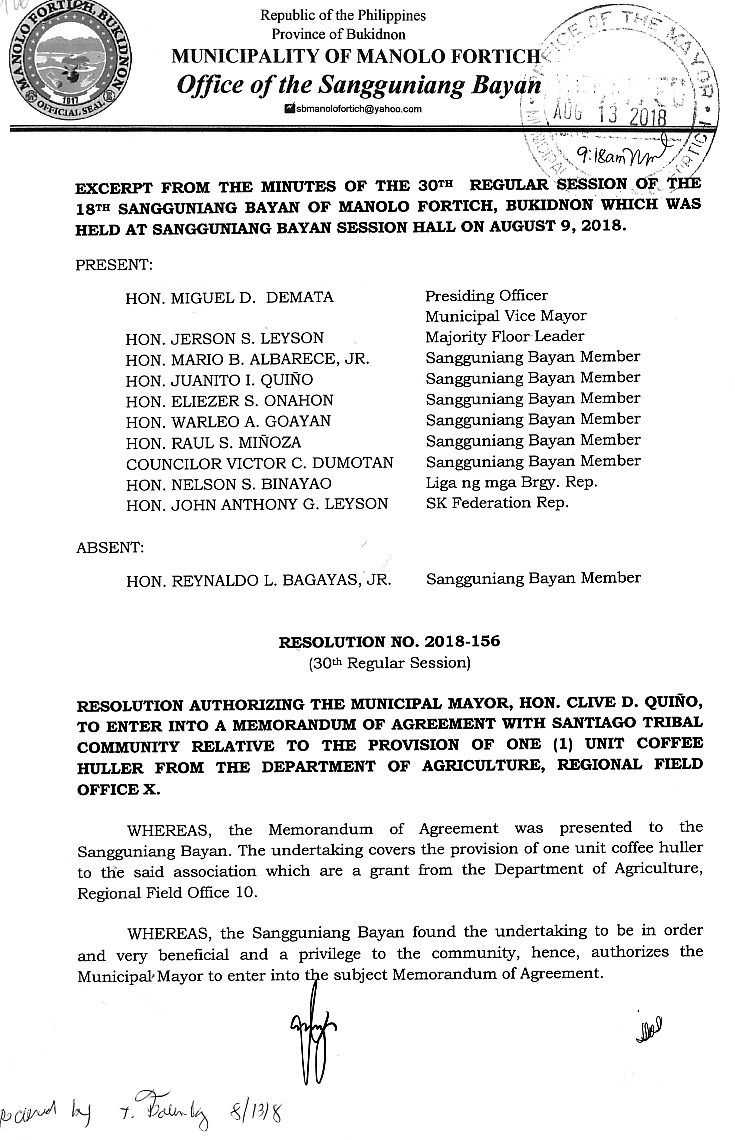 Republic of the Philippines
Province of Bukidnon
MUNICIPALITY OF MANOLO FORTICH
Office of the Sangguniang Bayan
sbmanolofortich@yahoo.com
MANOLO FORTICH, BUKIDNON
1917
OFFICIAL SEAL
OFFICE OF THE MAYOR
AUG 13 2018
9:18am
EXCERPT FROM THE MINUTES OF THE 30TH REGULAR SESSION OF THE
18TH SANGGUNIANG BAYAN OF MANOLO FORTICH, BUKIDNON WHICH WAS
HELD AT SANGGUNIANG BAYAN SESSION HALL ON AUGUST 9, 2018.
PRESENT:
HON. MIGUEL D. DEMATA Presiding Officer
Municipal Vice Mayor
HON. JERSON S. LEYSON Majority Floor Leader
HON. MARIO B. ALBARECE, JR. Sangguniang Bayan Member
HON. JUANITO I. QUIÑO Sangguniang Bayan Member
HON. ELIEZER S. ONAHON Sangguniang Bayan Member
HON. WARLEO A. GOAYAN Sangguniang Bayan Member
HON. RAUL S. MIÑOZA Sangguniang Bayan Member
COUNCILOR VICTOR C. DUMOTAN Sangguniang Bayan Member
HON. NELSON S. BINAYAO Liga ng mga Brgy. Rep.
HON. JOHN ANTHONY G. LEYSON SK Federation Rep.
ABSENT:
HON. REYNALDO L. BAGAYAS, JR. Sangguniang Bayan Member
RESOLUTION NO. 2018-156
(30th Regular Session)
RESOLUTION AUTHORIZING THE MUNICIPAL MAYOR, HON. CLIVE D. QUIÑO,
TO ENTER INTO A MEMORANDUM OF AGREEMENT WITH SANTIAGO TRIBAL
COMMUNITY RELATIVE TO THE PROVISION OF ONE (1) UNIT COFFEE
HULLER FROM THE DEPARTMENT OF AGRICULTURE, REGIONAL FIELD
OFFICE X.
WHEREAS, the Memorandum of Agreement was presented to the
Sangguniang Bayan. The undertaking covers the provision of one unit coffee huller
to the said association which are a grant from the Department of Agriculture,
Regional Field Office 10.
WHEREAS, the Sangguniang Bayan found the undertaking to be in order
and very beneficial and a privilege to the community, hence, authorizes the
Municipal Mayor to enter into the subject Memorandum of Agreement.
by 8/13/8